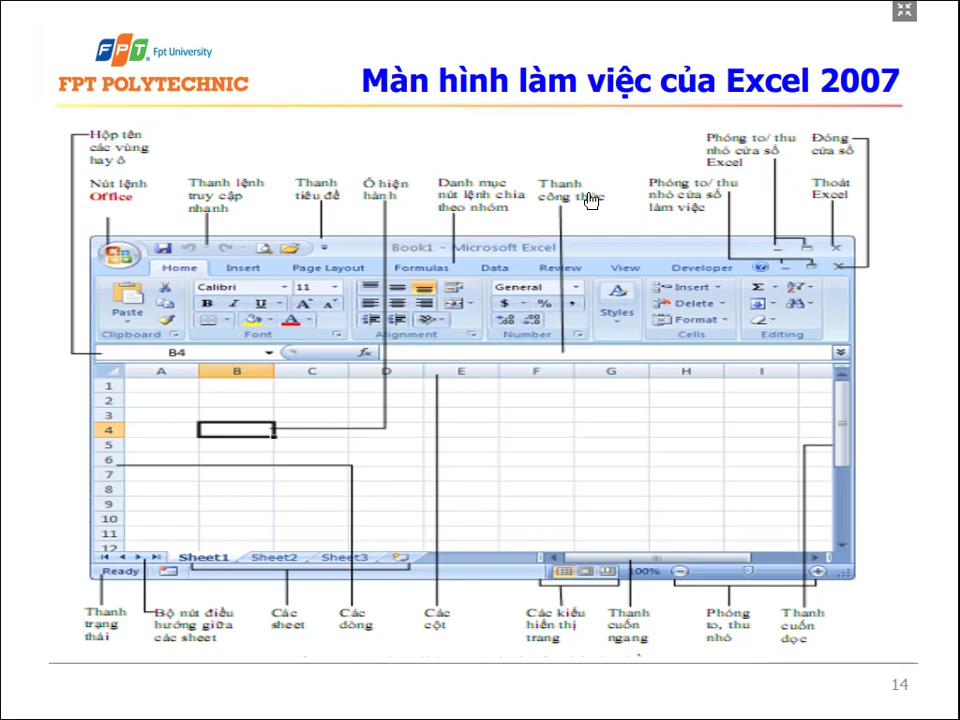 FPT. Fpt University
FPT POLYTECHNIC
Màn hình làm việc của Excel 2007
Hộp tên
các vùng
hay ô
Phóng to/ thu
nhỏ cửa sổ
Excel
Đóng
cửa sổ
Nút lệnh
Office
Thanh lệnh
truy cập
nhanh
Thanh
tiêu đề
Ô hiện
hành
Danh mục
nút lệnh chia
theo nhóm
Thanh
công thức
Phóng to/ thu
nhỏ cửa sổ
làm việc
Thoát
Excel
Book1 - Microsoft Excel
Home Insert Page Layout Formulas Data Review View Developer
Calibri 11 General Insert Σ
Paste B I U A A $ % , Styles Delete
Format
Clipboard Font Alignment Number Cells Editing
B4 fx
A B C D E F G H I
1
2
3
4
5
6
7
8
9
10
11
12
Sheet1 Sheet2 Sheet3
Ready 100%
Thanh
trạng
thái
Bộ nút điều
hướng giữa
các sheet
Các
sheet
Các
dòng
Các
cột
Các kiểu
hiển thị
trang
Thanh
cuốn
ngang
Phóng
to, thu
nhỏ
Thanh
cuốn
dọc
14